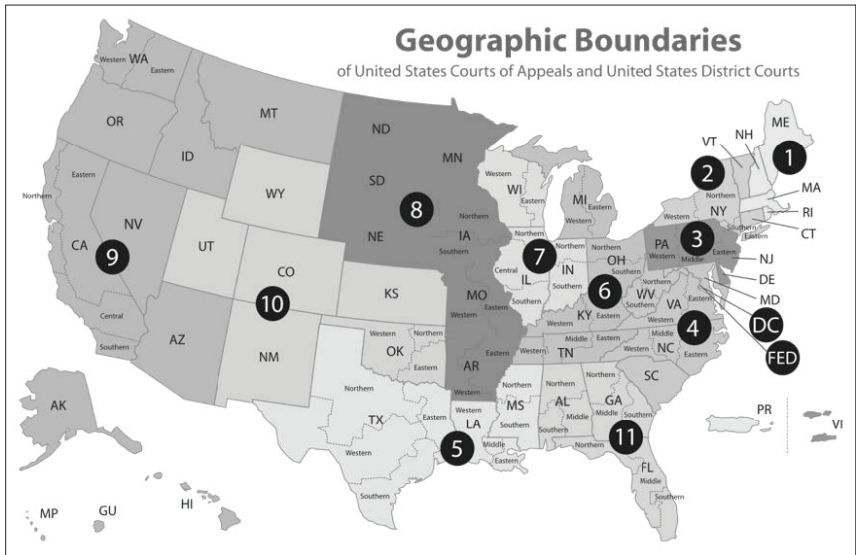 Geographic Boundaries
of United States Courts of Appeals and United States District Courts
Western
WA
Eastern
OR
MT
ID
ND
MN
SD
8
NE
Northern
IA
Southern
WY
Northern
Eastern
CA
NV
9
Central
Southern
UT
CO
10
KS
AZ
NM
Western
WI
Eastern
MI
Western
Eastern
Northern
7
Central
IL
Southern
Northern
IN
Southern
Northern
OH
Southern
6
KY
Western
Eastern
MO
Western
Eastern
Eastern
AR
Western
Western
OK
Northern
Eastern
Western
TN
Middle
Eastern
ME
NH
VT
1
2
MA
RI
CT
Northern
Western
NY
Southern
Eastern
PA
3
Western
Middle
Eastern
NJ
DE
MD
DC
FED
Northern
WV
Southern
VA
Eastern
Western
4
Western
Middle
NC
Eastern
SC
Northern
TX
Eastern
Western
Southern
Western
LA
5
Middle
Eastern
Northern
MS
Southern
Northern
AL
Middle
Southern
Northern
GA
Middle
Southern
11
Northern
FL
Middle
Southern
PR
VI
AK
MP
GU
HI